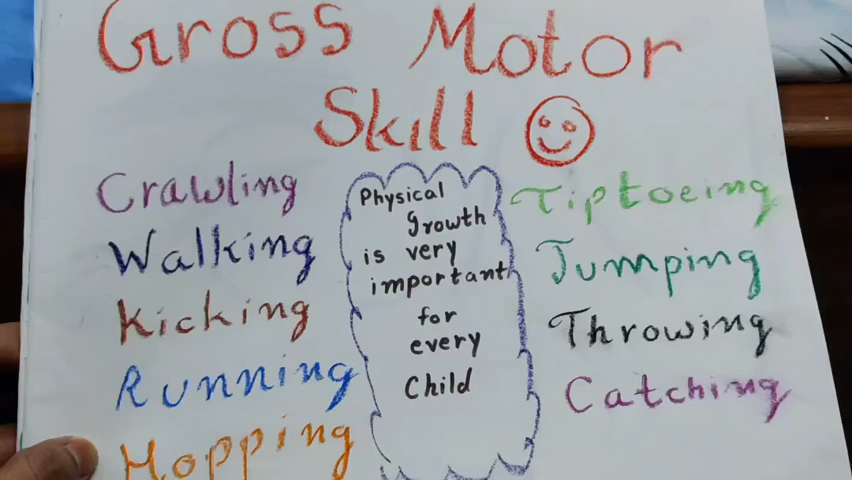 Gross Motor
Skill
Crawling
Walking
Kicking
Running
Hopping
Physical
growth
is very
important
for
every
Child
Tiptoeing
Jumping
Throwing
Catching